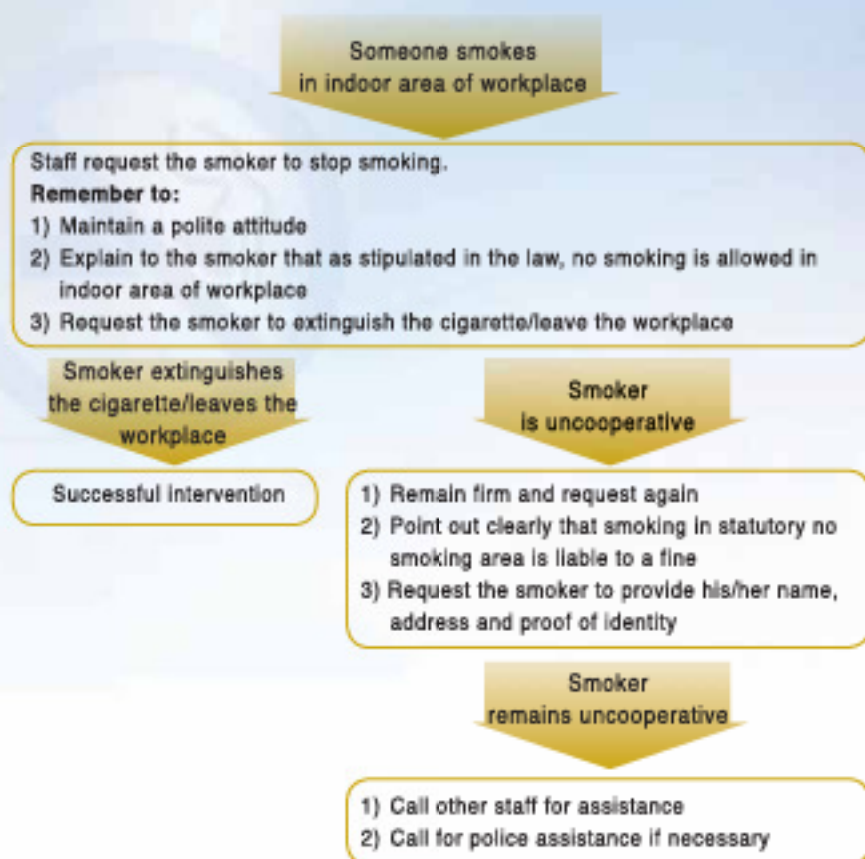 Someone smokes
in indoor area of workplace
Staff request the smoker to stop smoking.
Remember to:
1) Maintain a polite attitude
2) Explain to the smoker that as stipulated in the law, no smoking is allowed in
indoor area of workplace
3) Request the smoker to extinguish the cigarette/leave the workplace
Smoker extinguishes
the cigarette/leaves the
workplace
Successful intervention
Smoker
is uncooperative
1) Remain firm and request again
2) Point out clearly that smoking in statutory no
smoking area is liable to a fine
3) Request the smoker to provide his/her name,
address and proof of identity
Smoker
remains uncooperative
1) Call other staff for assistance
2) Call for police assistance if necessary